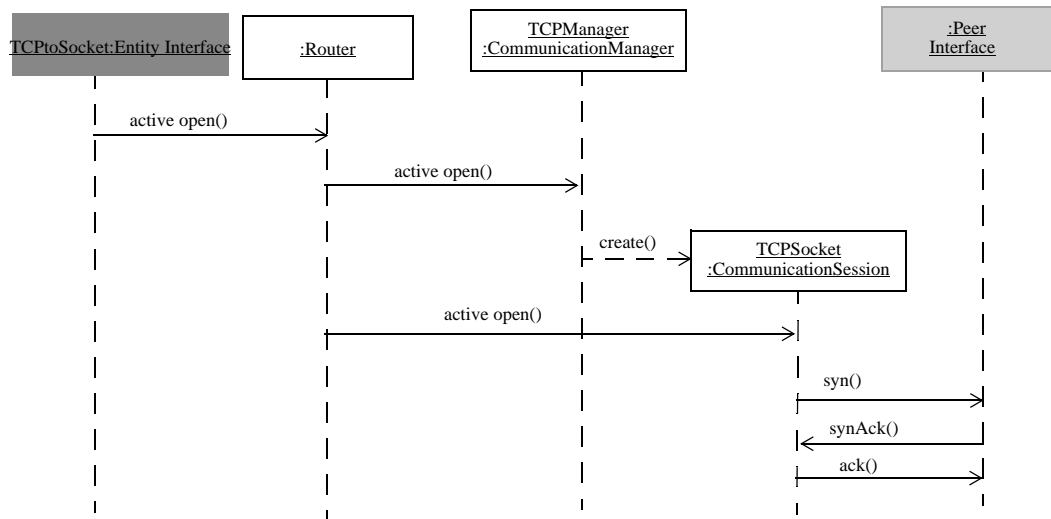 TCPtoSocket:Entity Interface
:Router
TCPManager
:CommunicationManager
:Peer
Interface
active open()
active open()
create()
TCPSocket
:CommunicationSession
active open()
syn()
synAck()
ack()